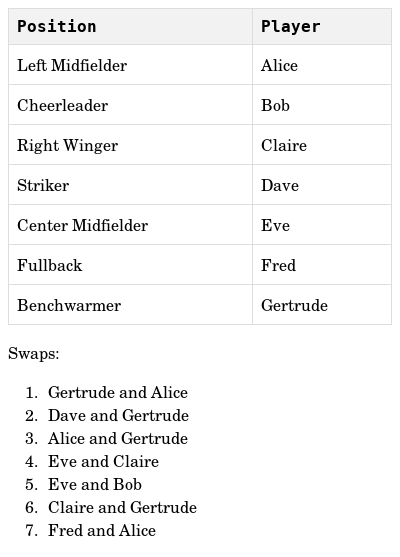 Position Player
Left Midfielder Alice
Cheerleader Bob
Right Winger Claire
Striker Dave
Center Midfielder Eve
Fullback Fred
Benchwarmer Gertrude
Swaps:
1. Gertrude and Alice
2. Dave and Gertrude
3. Alice and Gertrude
4. Eve and Claire
5. Eve and Bob
6. Claire and Gertrude
7. Fred and Alice